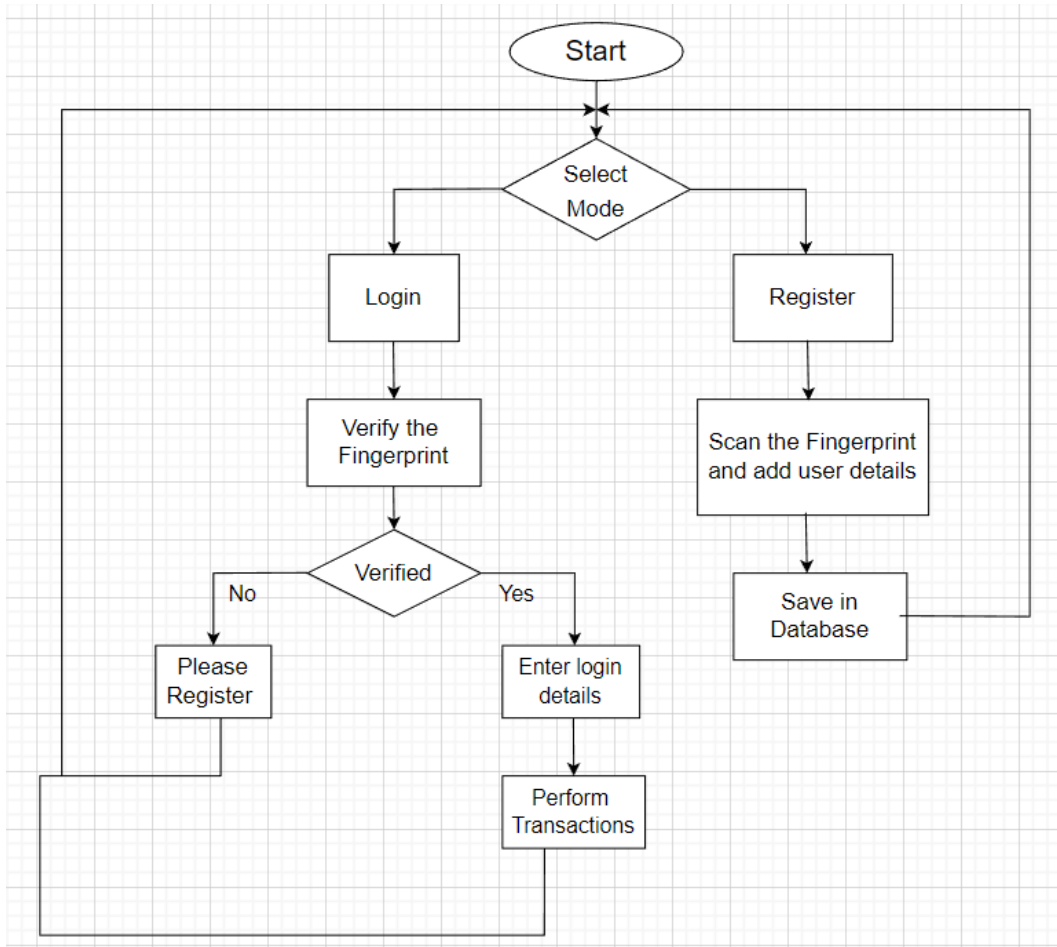 Start
Select
Mode
Login
Register
Verify the
Fingerprint
Scan the Fingerprint
and add user details
Verified
No
Yes
Save in
Database
Please
Register
Enter login
details
Perform
Transactions